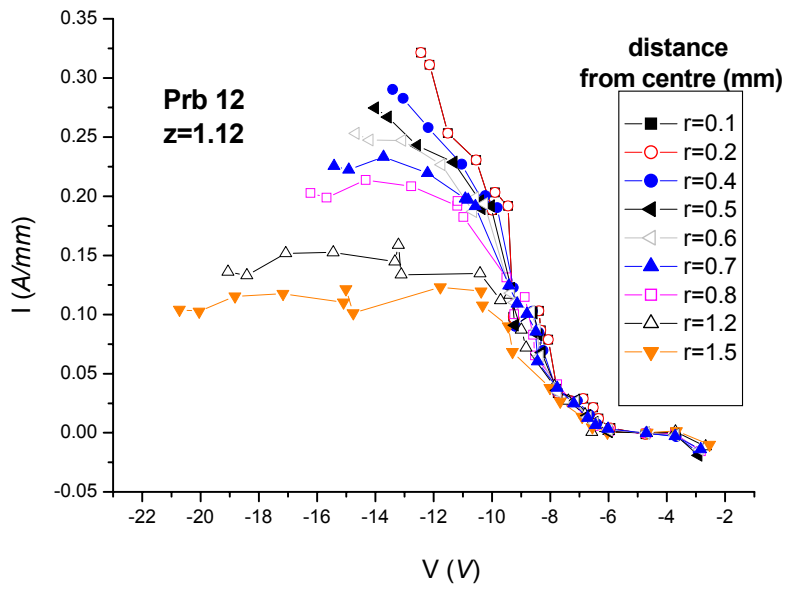 distance
from centre (mm)
Prb 12
z=1.12
r=0.1
r=0.2
r=0.4
r=0.5
r=0.6
r=0.7
r=0.8
r=1.2
r=1.5
0.35
0.30
0.25
0.20
0.15
0.10
0.05
0.00
-0.05
I (A/mm)
-22 -20 -18 -16 -14 -12 -10 -8 -6 -4 -2
V (V)